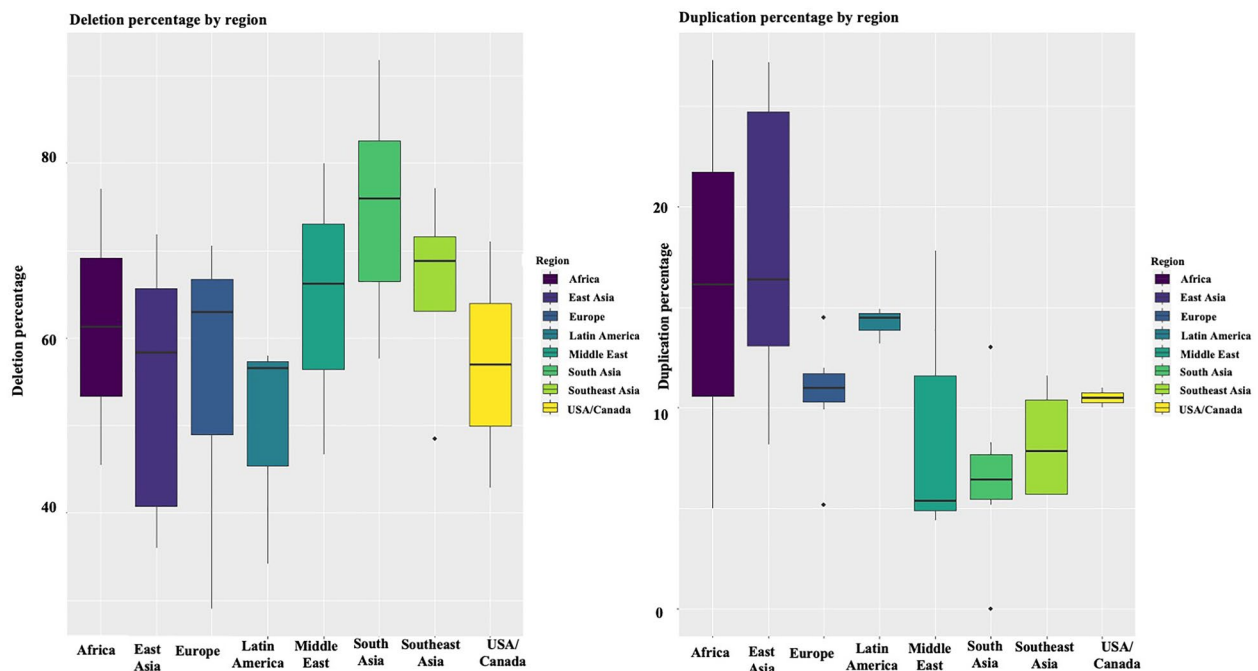 Deletion percentage by region
Deletion percentage
80
60
40
Africa
East
Asia
Europe
Latin
America
Middle
East
South
Asia
Southeast
Asia
USA/
Canada
Region
Africa
East Asia
Europe
Latin America
Middle East
South Asia
Southeast Asia
USA/Canada
Duplication percentage by region
Duplication percentage
20
10
0
Africa
East
Asia
Europe
Latin
America
Middle
East
South
Asia
Southeast
Asia
USA/
Canada
Region
Africa
East Asia
Europe
Latin America
Middle East
South Asia
Southeast Asia
USA/Canada